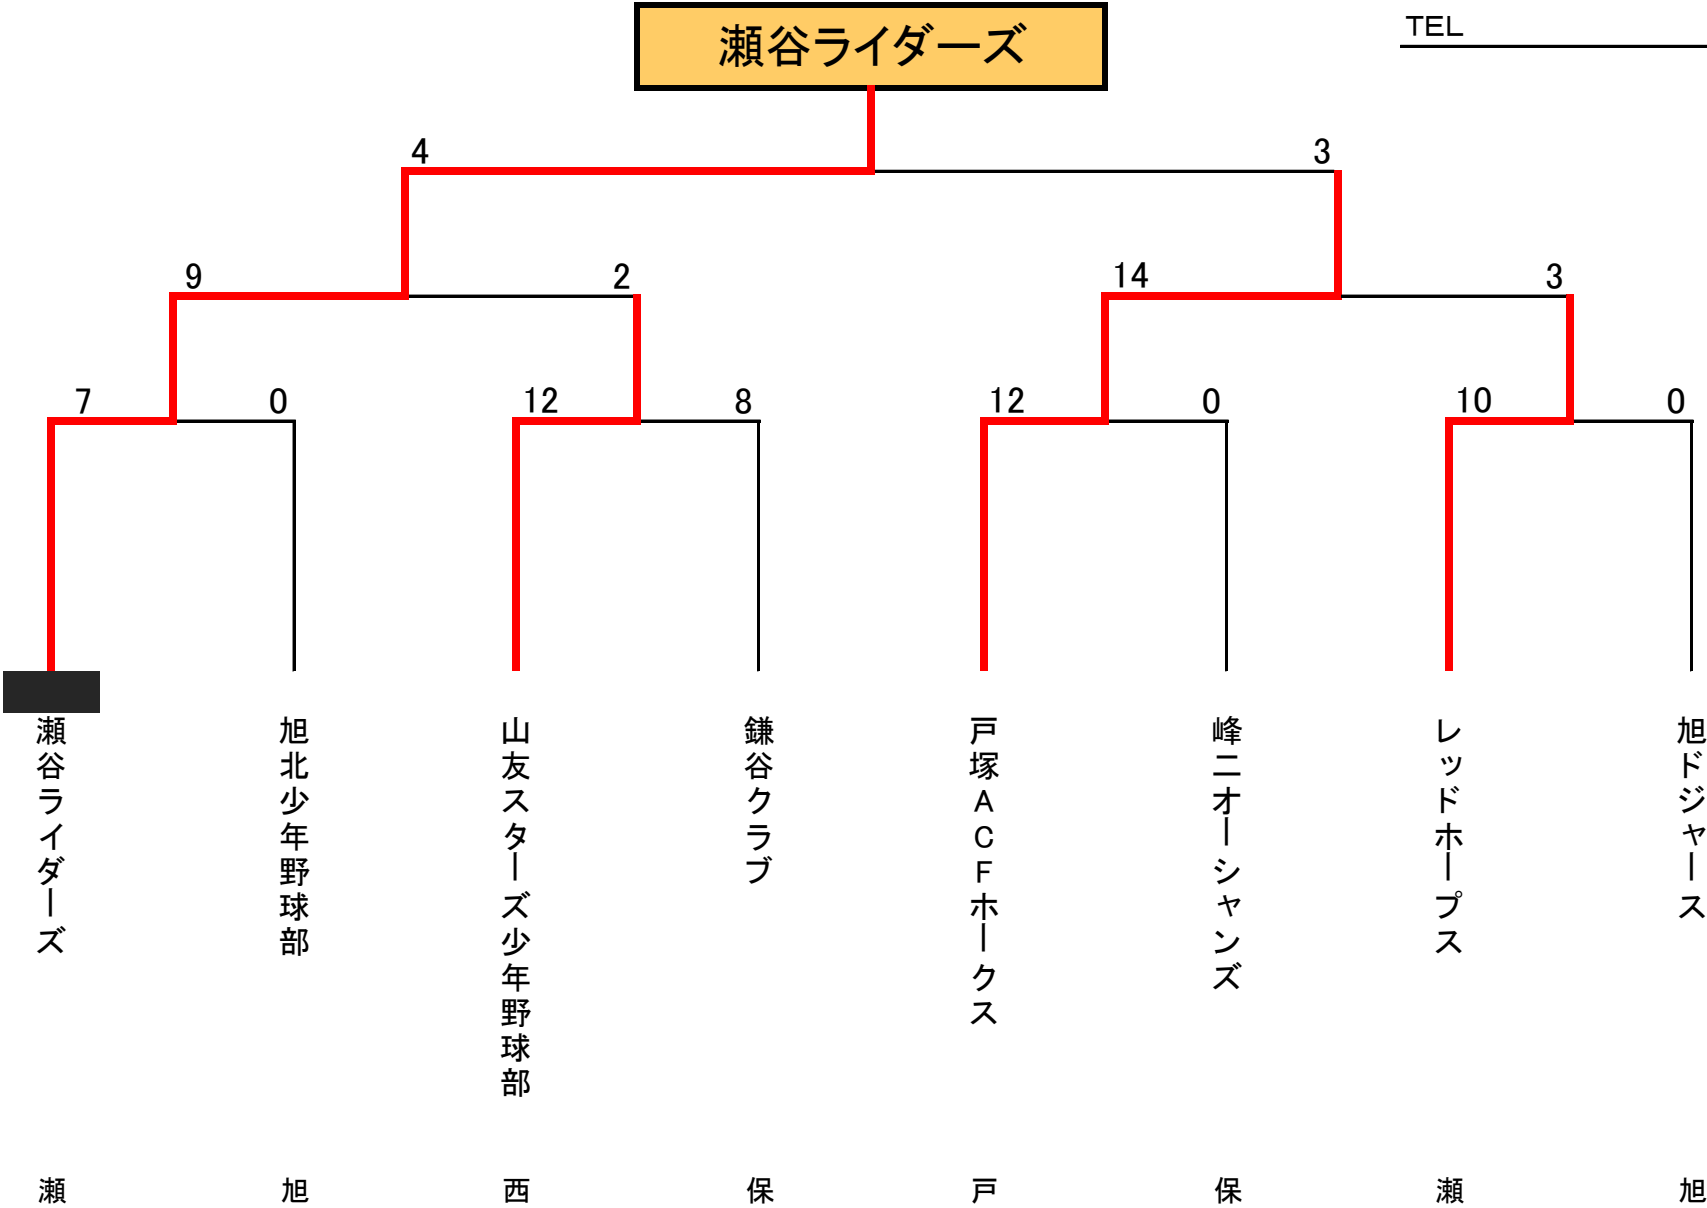 瀬谷ライダーズ
TEL
4
3
9
2
14
3
7
0
12
8
12
0
10
0
瀬谷ライダーズ
旭北少年野球部
山友スターズ少年野球部
鎌谷クラブ
戸塚ACFホークス
峰ニオーシャンズ
レッドホープス
旭ドジャース
瀬
旭
西
保
戸
保
瀬
旭